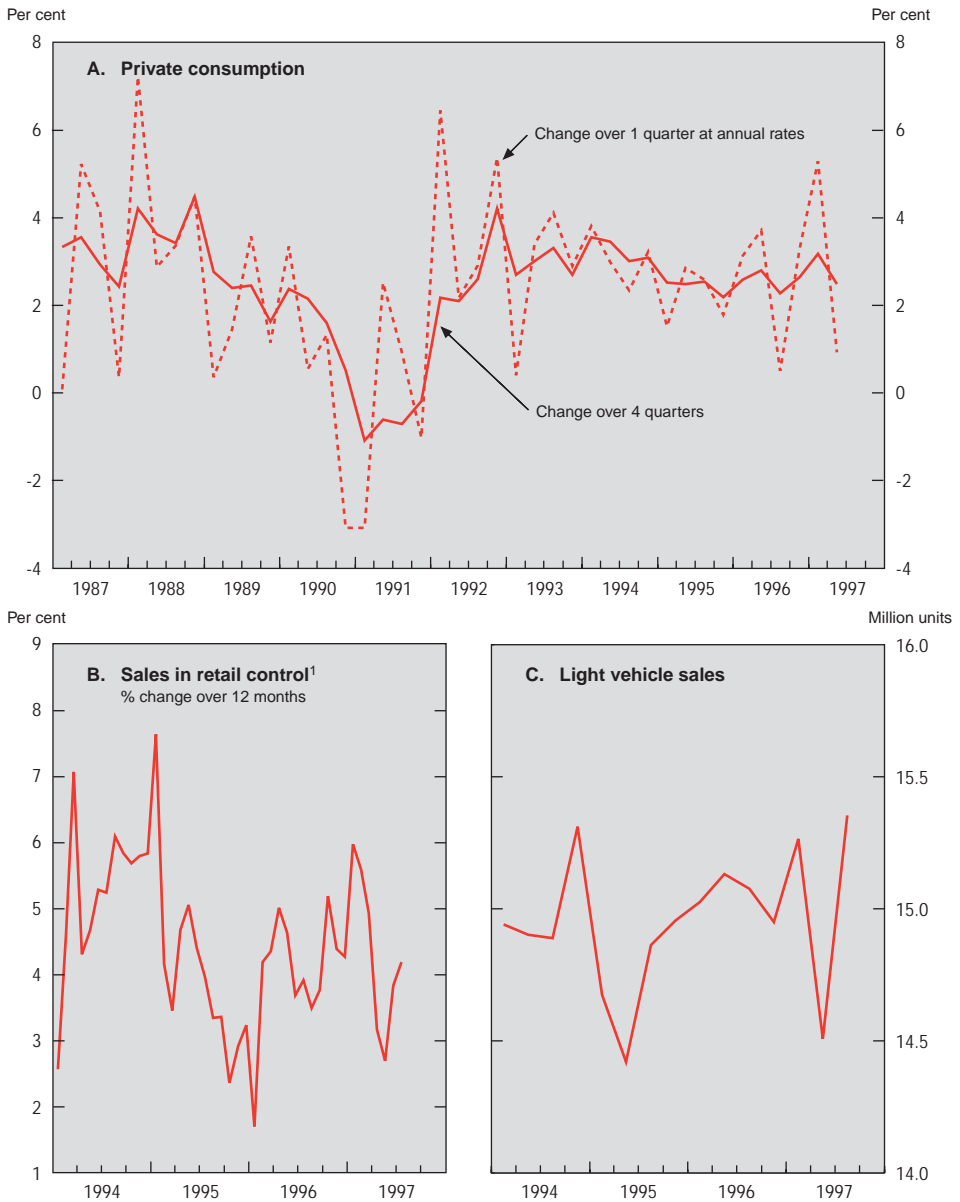 Per cent Per cent
8 8
A. Private consumption
6 6
Change over 1 quarter at annual rates
4 4
2 2
0 0
Change over 4 quarters
-2 -2
-4 -4
1987 1988 1989 1990 1991 1992 1993 1994 1995 1996 1997
Per cent
9
B. Sales in retail control¹
% change over 12 months
8
7
6
5
4
3
2
1
1994 1995 1996 1997
Million units
16.0
C. Light vehicle sales
15.5
15.0
14.5
14.0
1994 1995 1996 1997